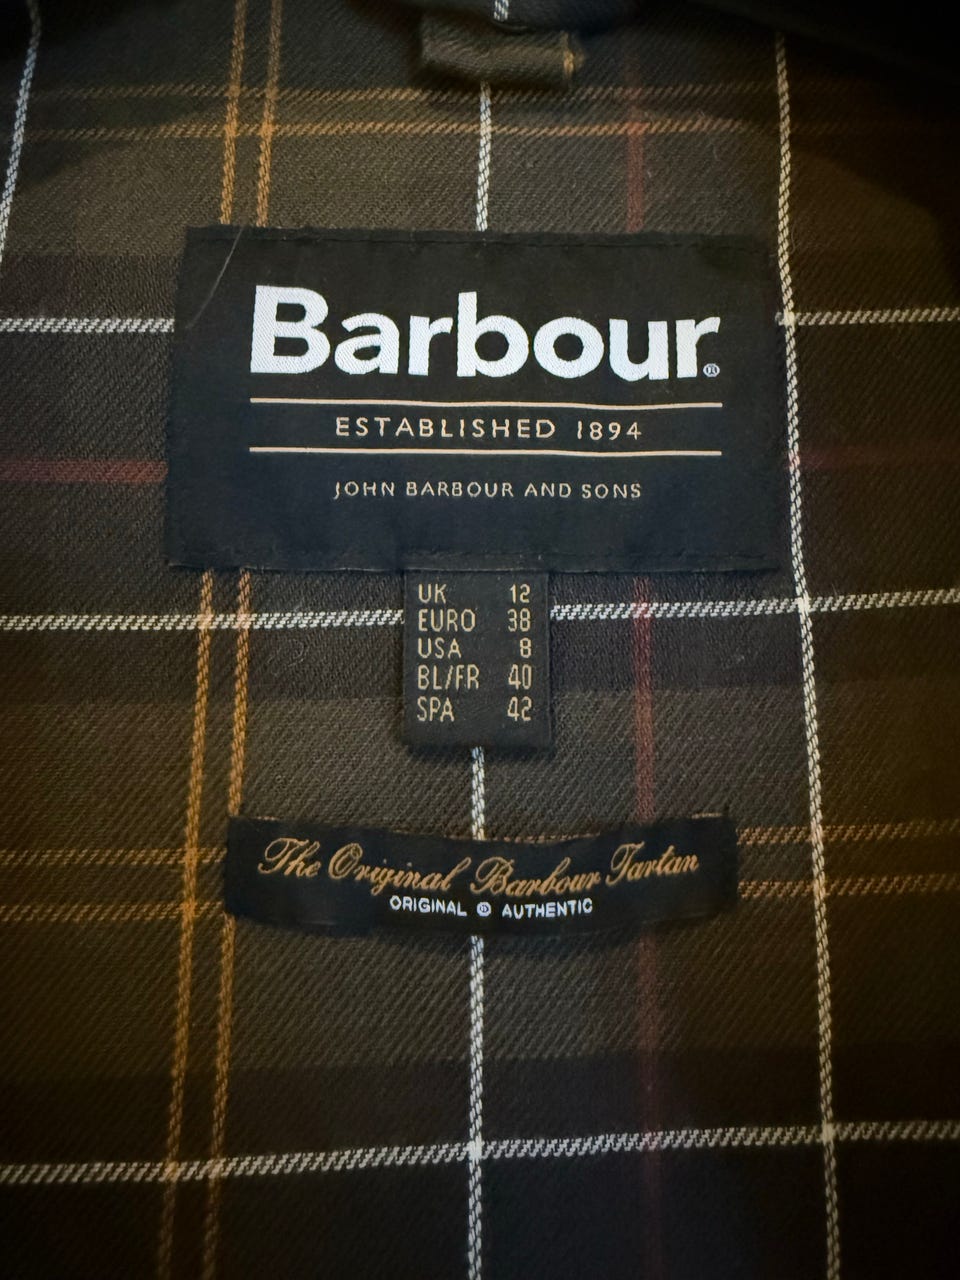 Barbour®
ESTABLISHED 1894
JOHN BARBOUR AND SONS
UK 12
EURO 38
USA 8
BL/FR 40
SPA 42
The Original Barbour Tartan
ORIGINAL ® AUTHENTIC